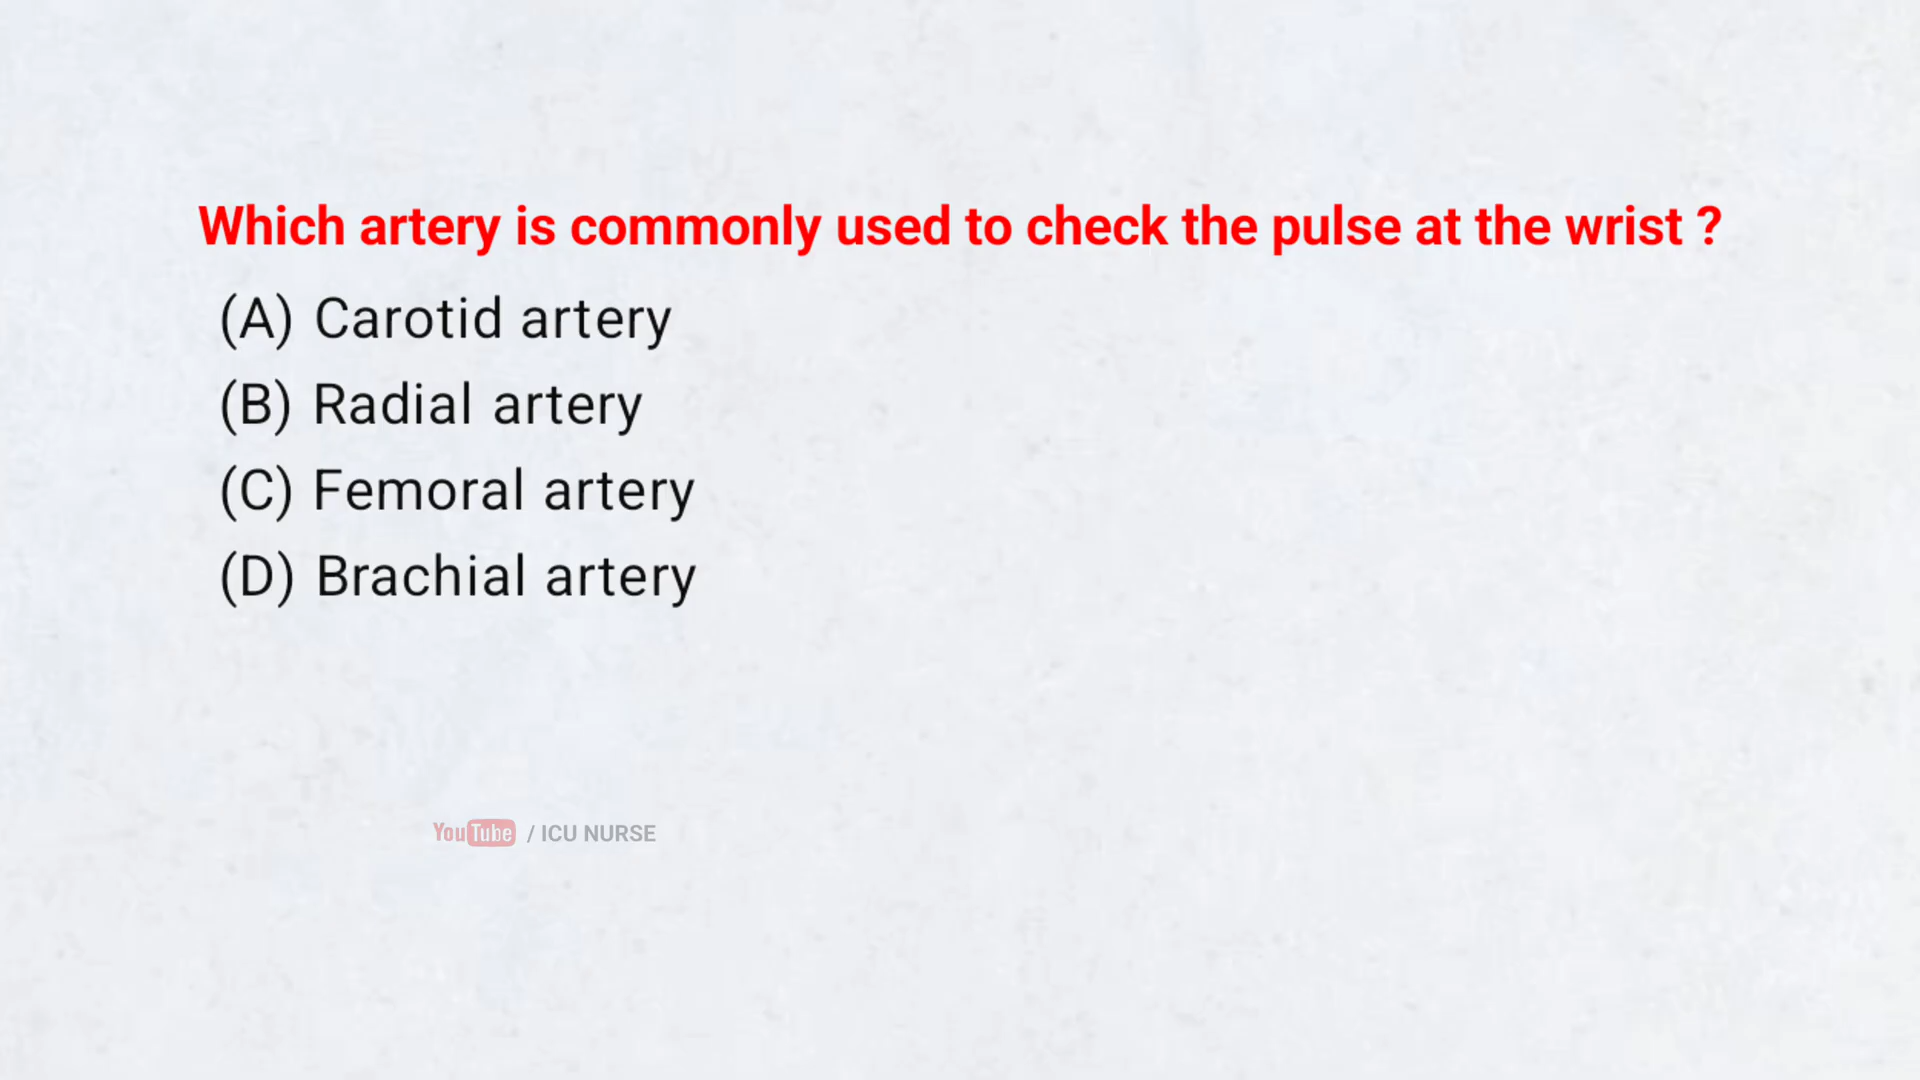 Which artery is commonly used to check the pulse at the wrist ?
(A) Carotid artery
(B) Radial artery
(C) Femoral artery
(D) Brachial artery
YouTube / ICU NURSE